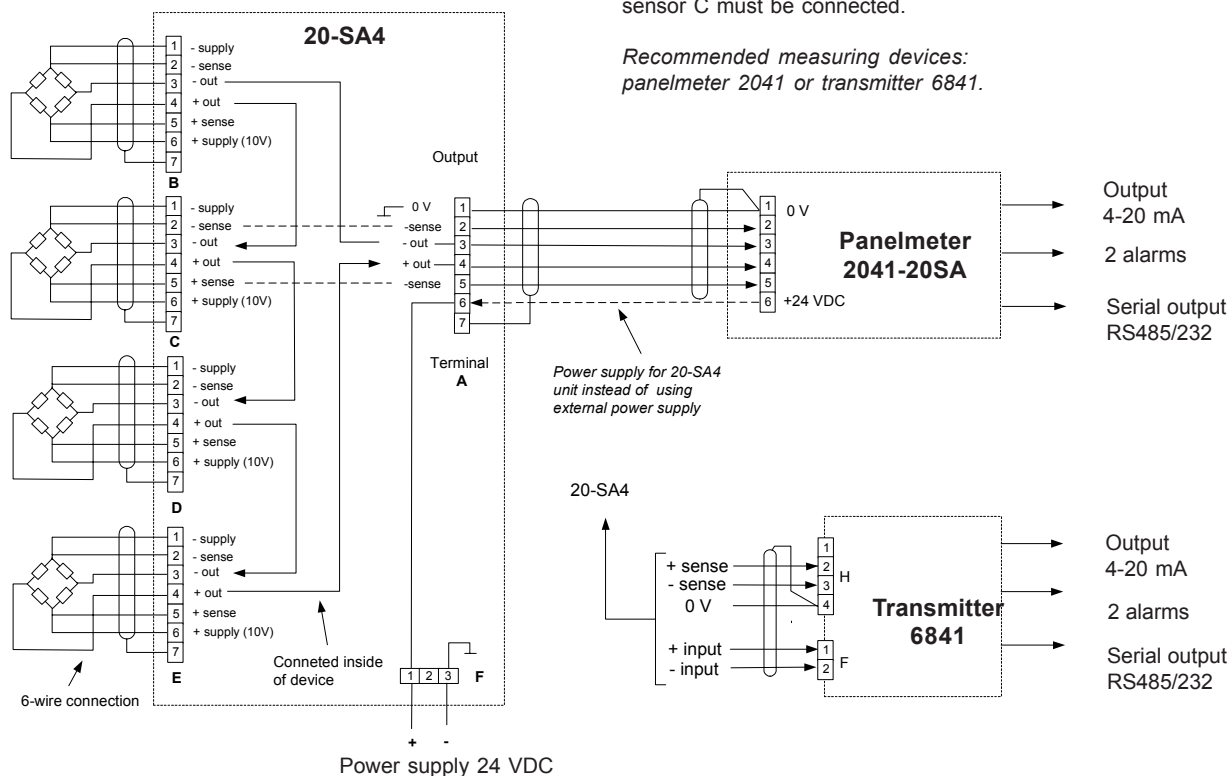 sensor C must be connected.
Recommended measuring devices:
panelmeter 2041 or transmitter 6841.
20-SA4
1 - supply
2 - sense
3 - out
4 + out
5 + sense
6 + supply (10V)
7
B
1 - supply
2 - sense
3 - out
4 + out
5 + sense
6 + supply (10V)
7
C
1 - supply
2 - sense
3 - out
4 + out
5 + sense
6 + supply (10V)
7
D
1 - supply
2 - sense
3 - out
4 + out
5 + sense
6 + supply (10V)
7
E
6-wire connection
Conneted inside
of device
Output
0 V 1
-sense 2
- out 3
+ out 4
-sense 5
6
7
Terminal
A
1 2 3 F
+ -
Power supply 24 VDC
Power supply for 20-SA4
unit instead of using
external power supply
1 0 V
2
3
4
5
6 +24 VDC
Panelmeter
2041-20SA
Output
4-20 mA
2 alarms
Serial output
RS485/232
20-SA4
+ sense
- sense
0 V
+ input
- input
1
2
3
4
H
1
2
F
Transmitter
6841
Output
4-20 mA
2 alarms
Serial output
RS485/232